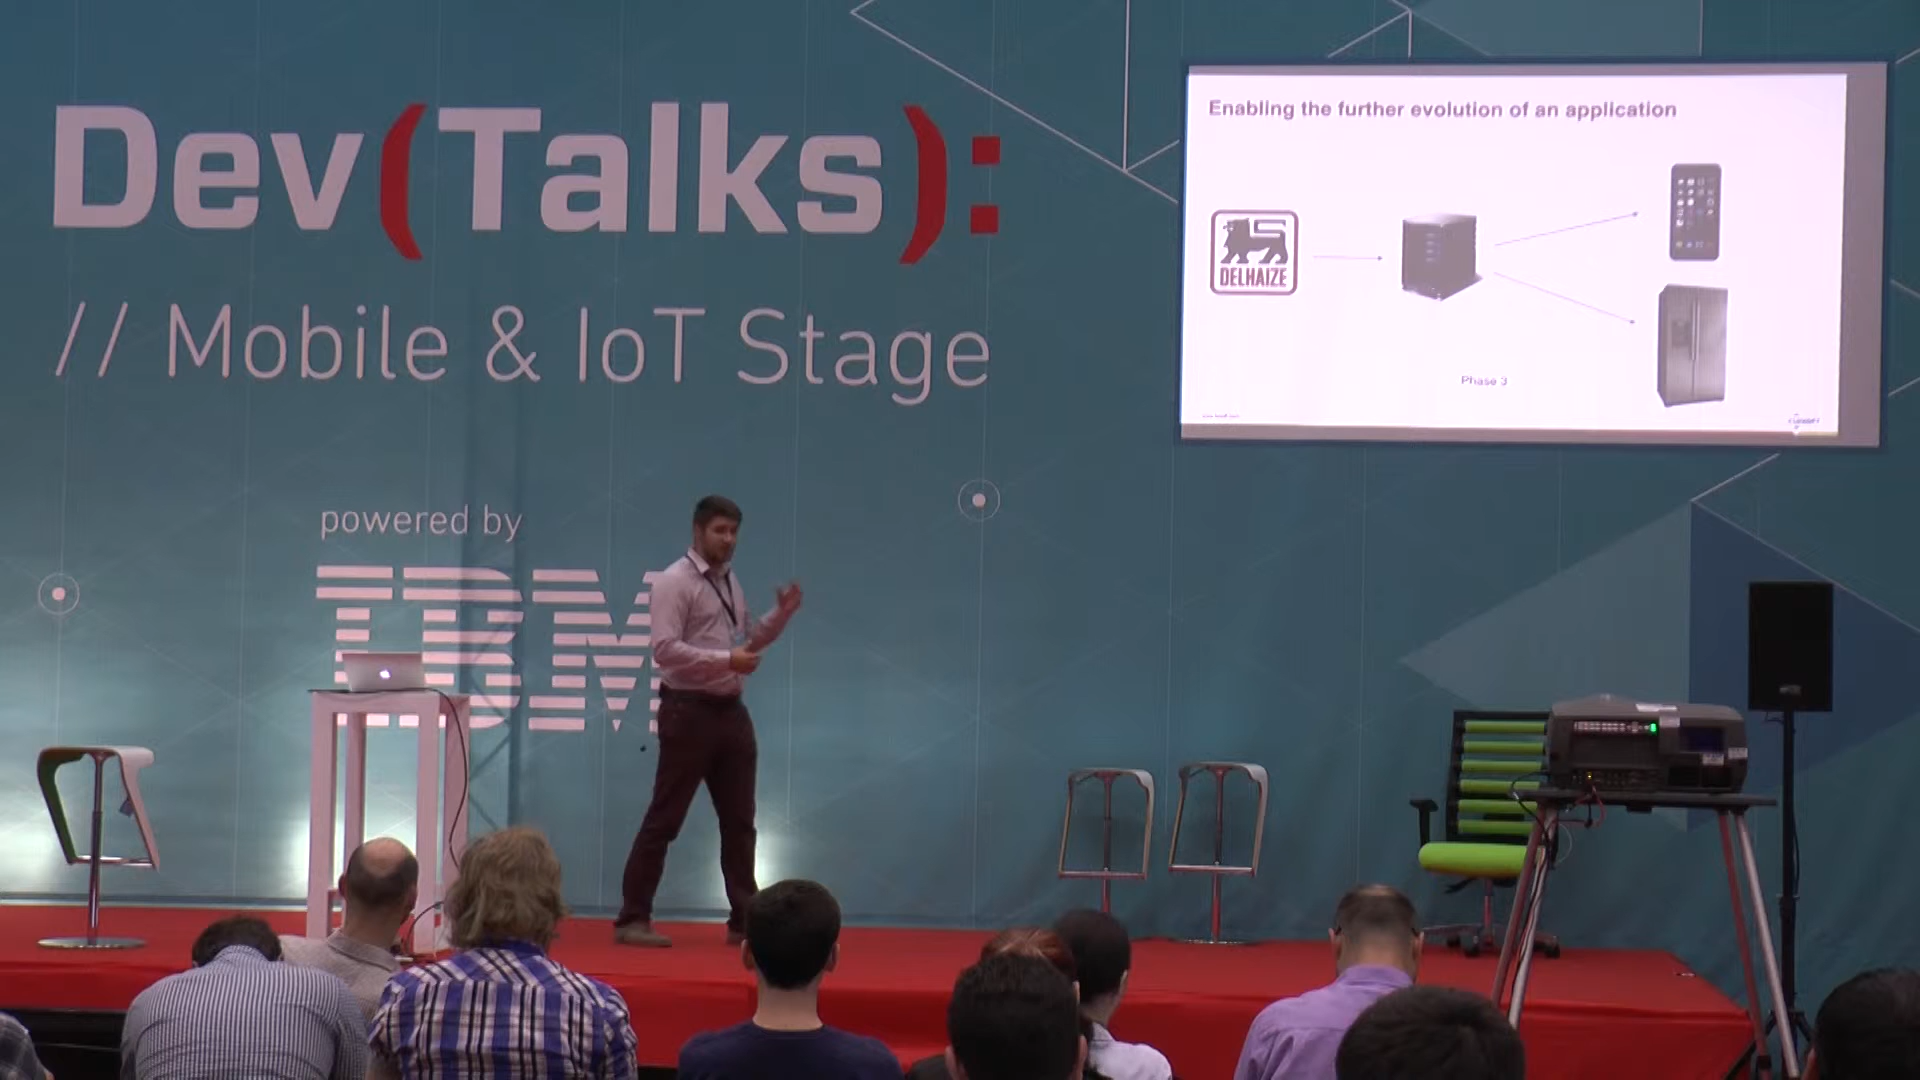 Dev(Talks):
// Mobile & IoT Stage
powered by
IBM
Enabling the further evolution of an application
DELHAIZE
Phase 3